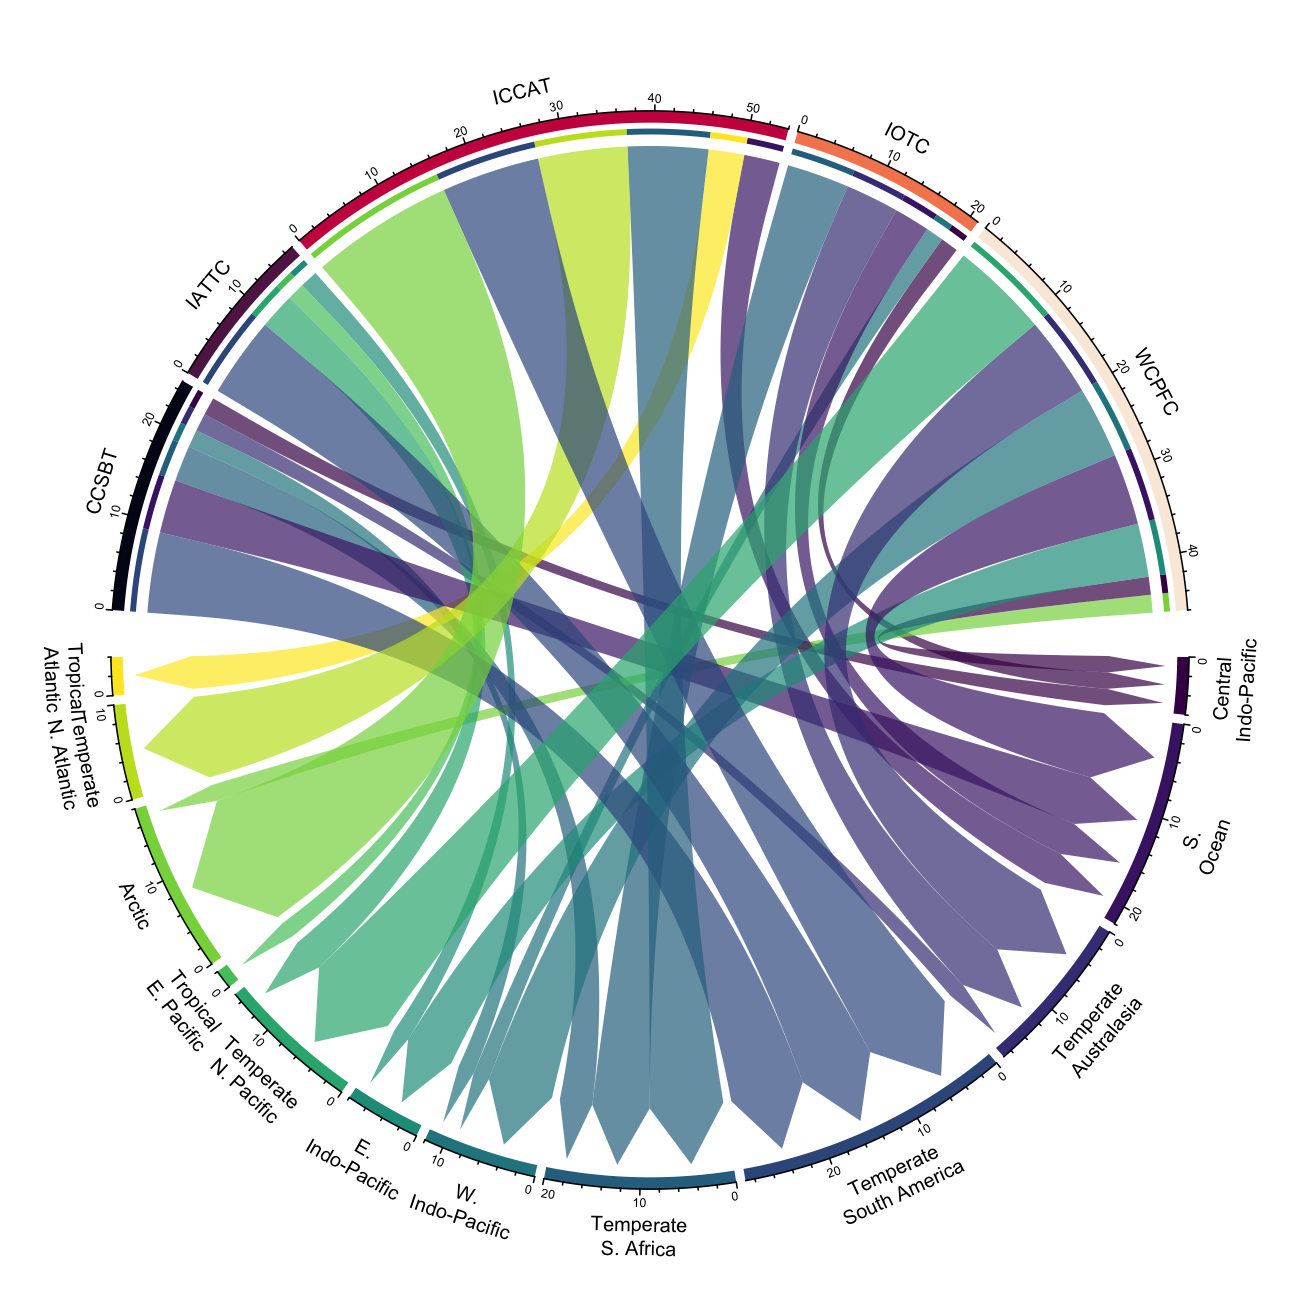 ICCAT
0
10
20
30
40
50
IOTC
0
10
20
WCPFC
0
10
20
30
40
IATTC
0
10
CCSBT
0
10
20
Central
Indo-Pacific
0
S.
Ocean
0
10
20
Temperate
Australasia
0
10
Temperate
South America
0
10
20
Temperate
S. Africa
0
10
20
W.
Indo-Pacific
0
10
E.
Indo-Pacific
0
Temperate
N. Pacific
0
10
Tropical
E. Pacific
0
Arctic
0
10
Temperate
N. Atlantic
0
10
Tropical
Atlantic
0